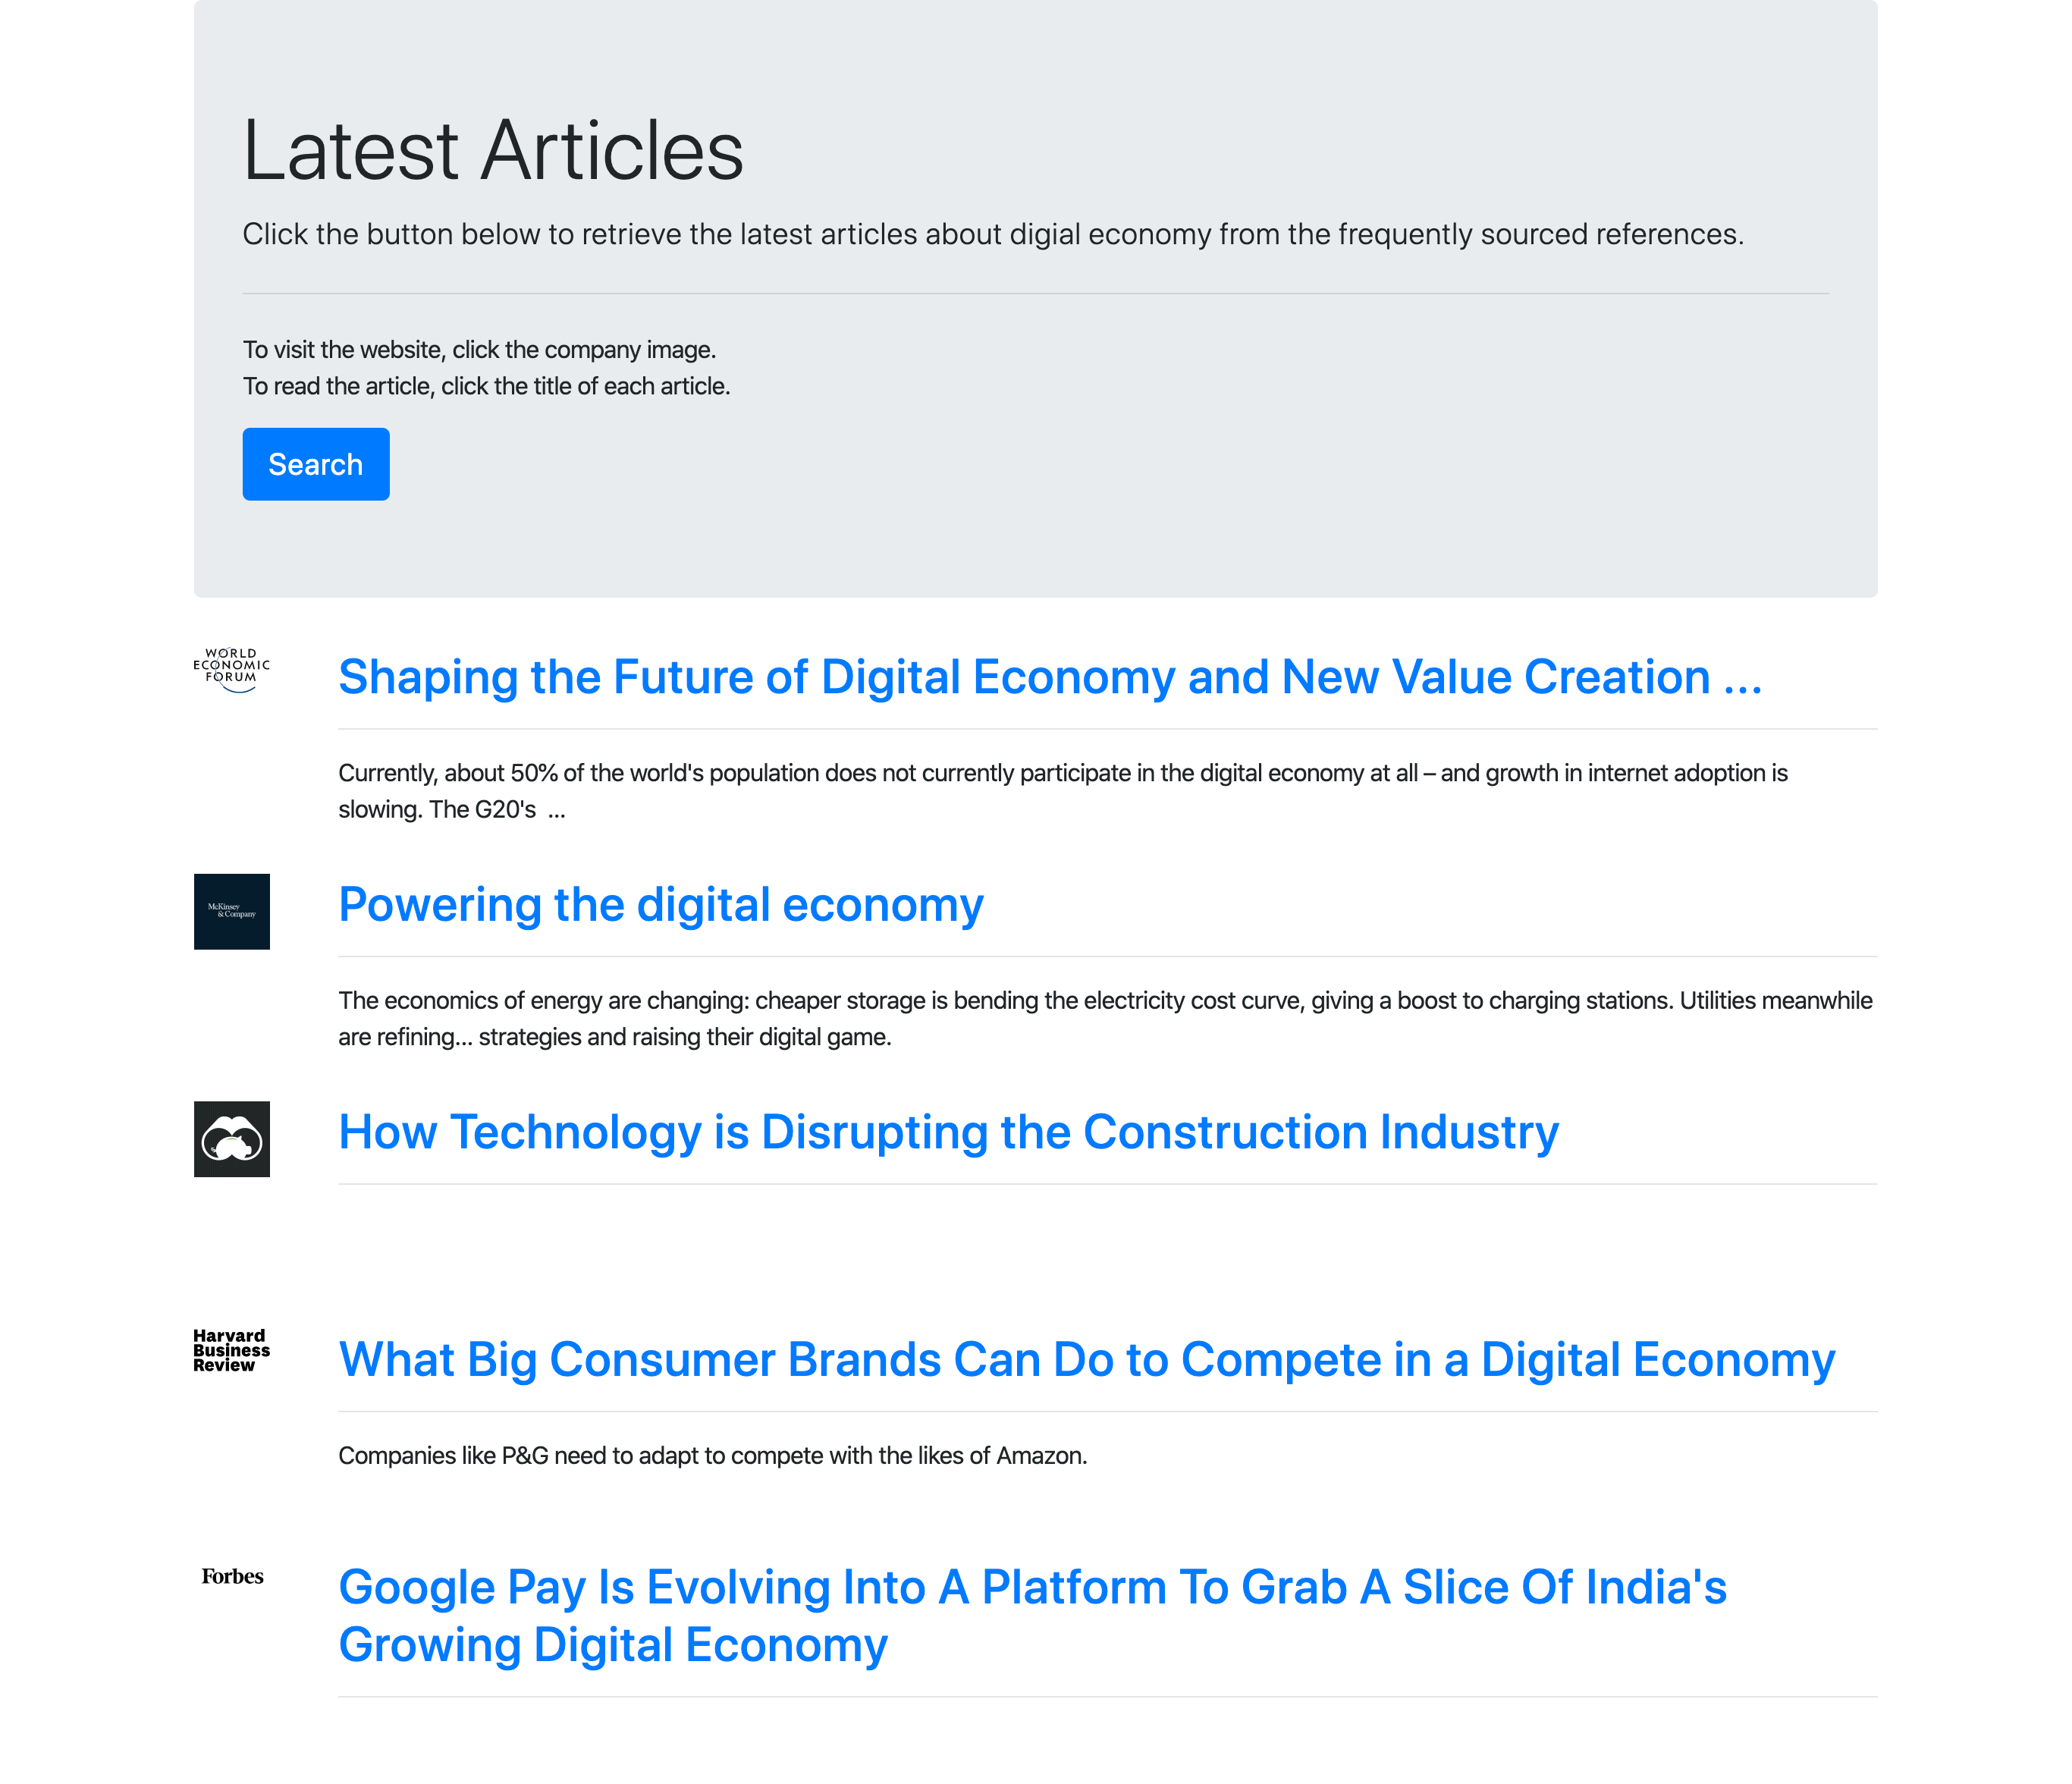 Latest Articles
Click the button below to retrieve the latest articles about digial economy from the frequently sourced references.
To visit the website, click the company image.
To read the article, click the title of each article.
Search
WORLD
ECONOMIC
FORUM
Shaping the Future of Digital Economy and New Value Creation ...
Currently, about 50% of the world's population does not currently participate in the digital economy at all – and growth in internet adoption is
slowing. The G20's  ...
McKinsey
& Company
Powering the digital economy
The economics of energy are changing: cheaper storage is bending the electricity cost curve, giving a boost to charging stations. Utilities meanwhile
are refining... strategies and raising their digital game.
How Technology is Disrupting the Construction Industry
Harvard
Business
Review
What Big Consumer Brands Can Do to Compete in a Digital Economy
Companies like P&G need to adapt to compete with the likes of Amazon.
Forbes
Google Pay Is Evolving Into A Platform To Grab A Slice Of India's
Growing Digital Economy